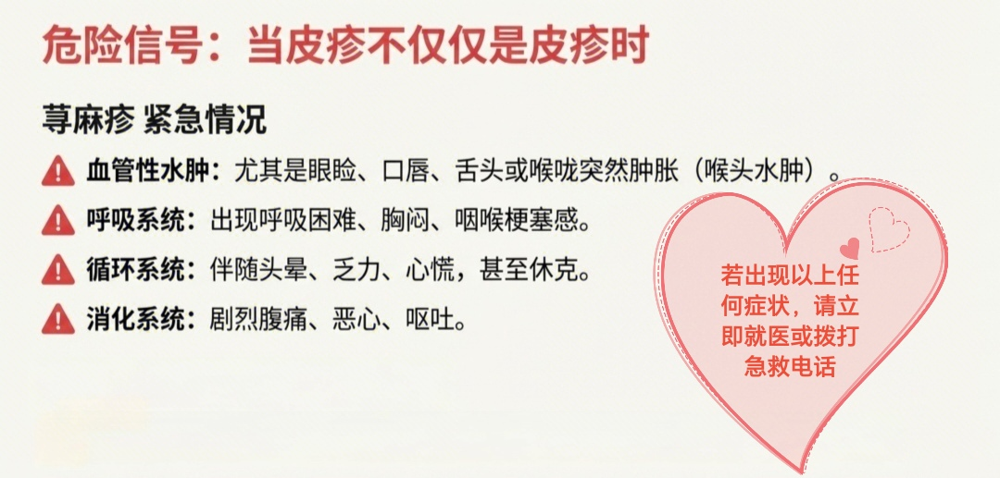 危险信号：当皮疹不仅仅是皮疹时
荨麻疹 紧急情况
血管性水肿：尤其是眼睑、口唇、舌头或喉咙突然肿胀（喉头水肿）。
呼吸系统：出现呼吸困难、胸闷、咽喉梗塞感。
循环系统：伴随头晕、乏力、心慌，甚至休克。
消化系统：剧烈腹痛、恶心、呕吐。
若出现以上任
何症状，请立
即就医或拨打
急救电话